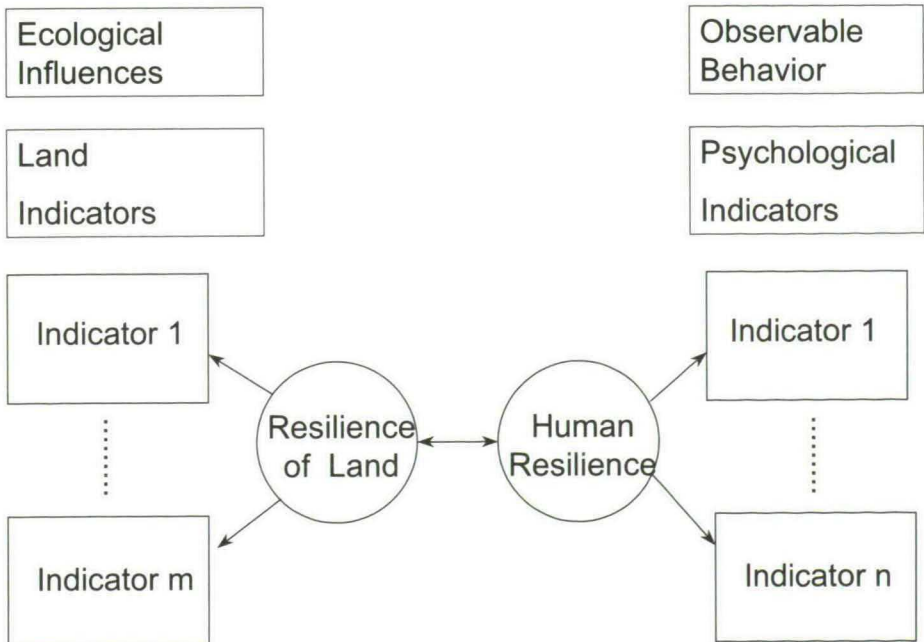 Ecological
Influences
Observable
Behavior
Land
Indicators
Psychological
Indicators
Indicator 1
Indicator 1
Resilience
of Land
Human
Resilience
Indicator m
Indicator n